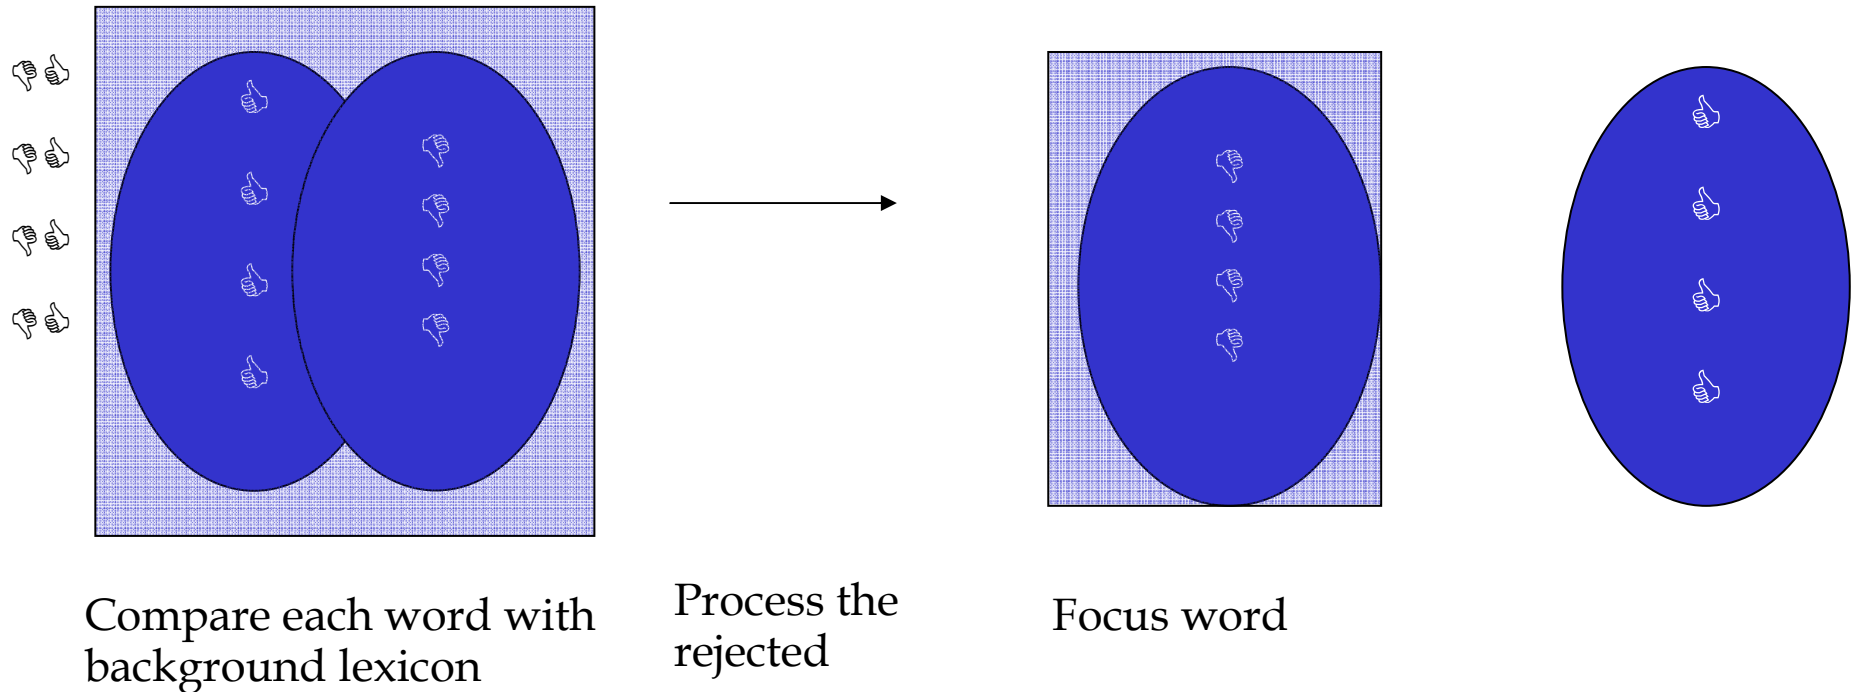 Compare each word with
background lexicon
Process the
rejected
Focus word